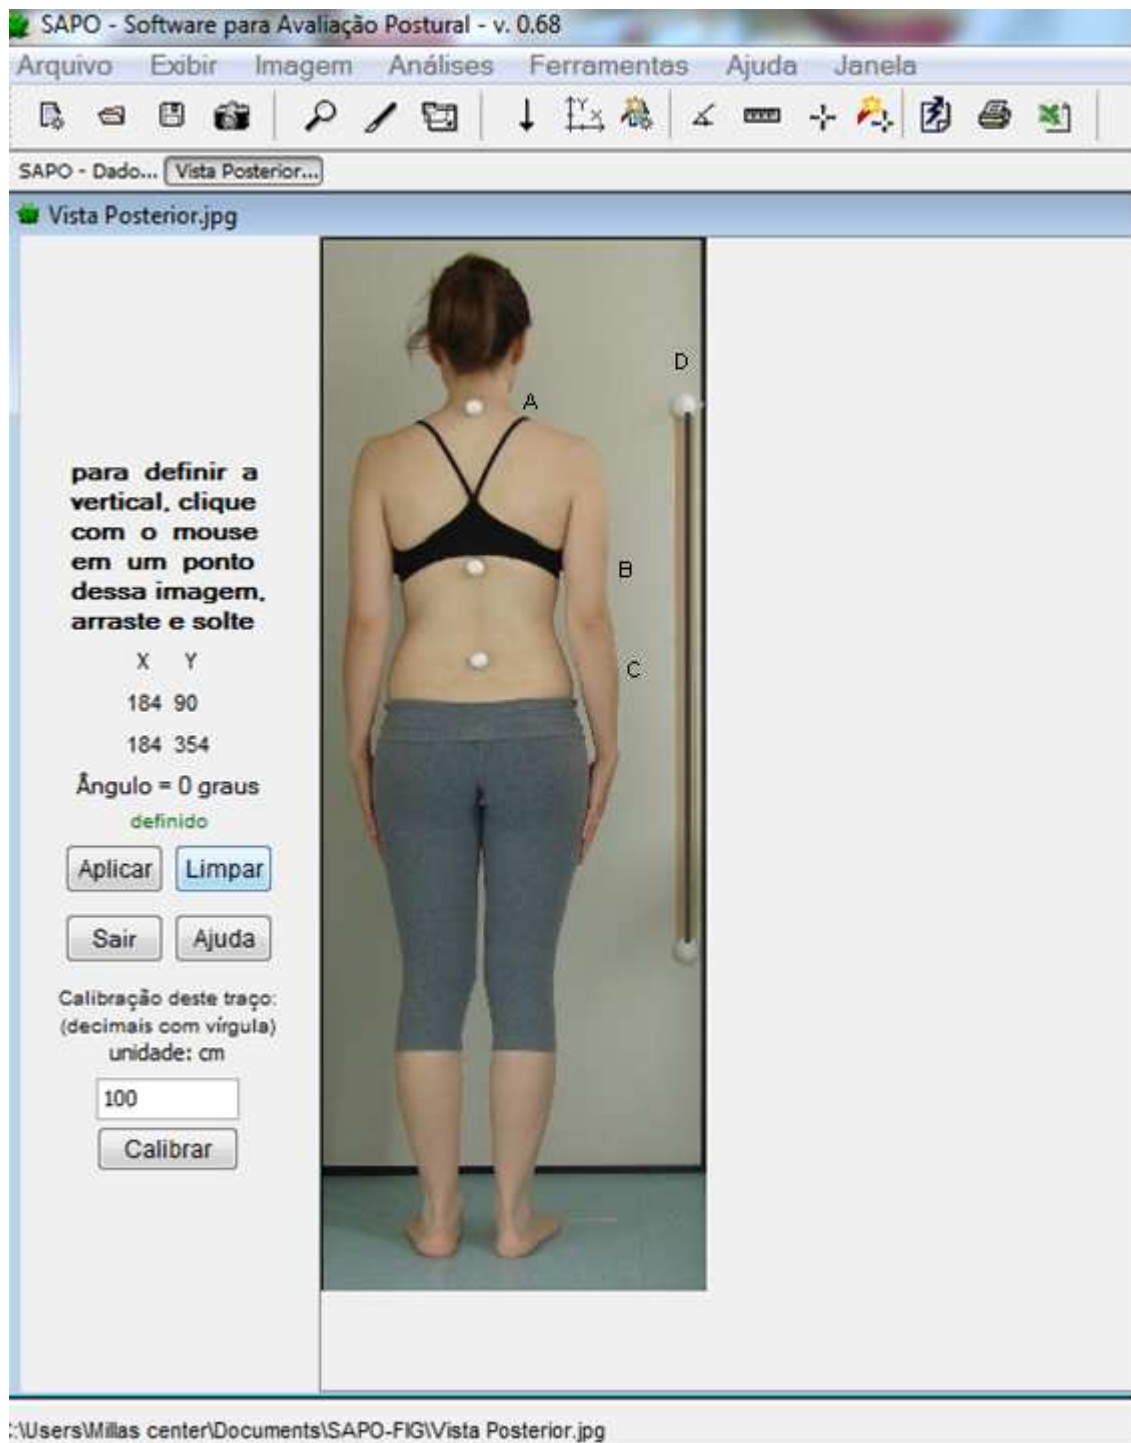 SAPO - Software para Avaliação Postural - v. 0.68
Arquivo Exibir Imagem Análises Ferramentas Ajuda Janela
SAPO - Dado... Vista Posterior...
Vista Posterior.jpg
D
A
para definir a
vertical, clique
com o mouse
em um ponto
dessa imagem,
arraste e solte
B
X Y
C
184 90
184 354
Ângulo = 0 graus
definido
Aplicar Limpar
Sair Ajuda
Calibração deste traço:
(decimais com vírgula)
unidade: cm
100
Calibrar
:\Users\Millas center\Documents\SAPO-FIG\Vista Posterior.jpg